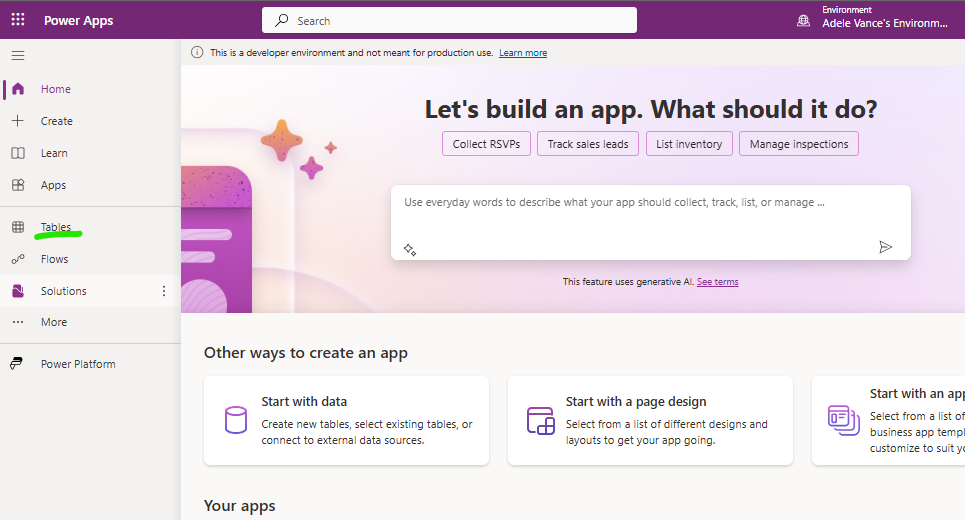 Power Apps
Search
Environment
Adele Vance's Environm...
This is a developer environment and not meant for production use. Learn more
Home
Create
Learn
Apps
Tables
Flows
Solutions
More
Power Platform
Let's build an app. What should it do?
Collect RSVPs
Track sales leads
List inventory
Manage inspections
Use everyday words to describe what your app should collect, track, list, or manage ...
This feature uses generative AI. See terms
Other ways to create an app
Start with data
Create new tables, select existing tables, or
connect to external data sources.
Start with a page design
Select from a list of different designs and
layouts to get your app going.
Start with an app
Select from a list of
business app templ
customize to suit yo
Your apps